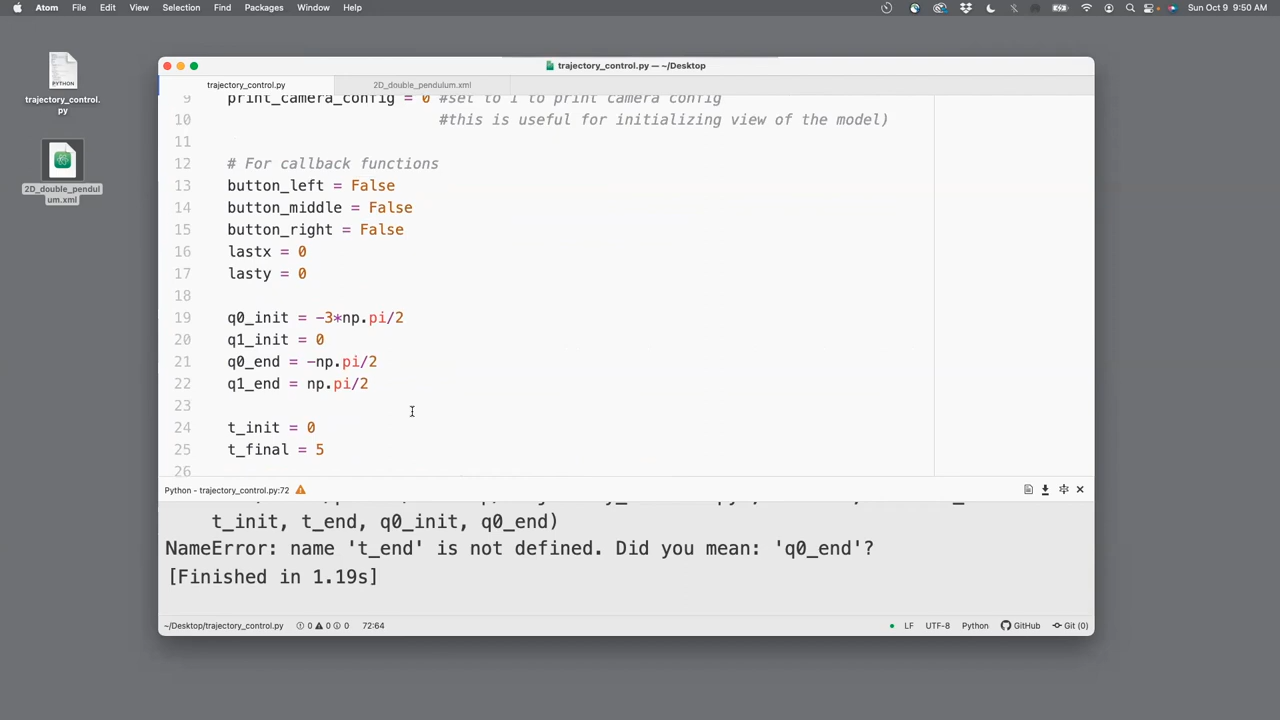 Atom File Edit View Selection Find Packages Window Help Sun Oct 9 9:50 AM
trajectory_control.py — ~/Desktop
trajectory_control.py 2D_double_pendulum.xml
PYTHON
trajectory_control.
py
2D_double_pendul
um.xml
9 print_camera_config = 0 #set to 1 to print camera config
10 #this is useful for initializing view of the model)
11
12 # For callback functions
13 button_left = False
14 button_middle = False
15 button_right = False
16 lastx = 0
17 lasty = 0
18
19 q0_init = -3*np.pi/2
20 q1_init = 0
21 q0_end = -np.pi/2
22 q1_end = np.pi/2
23
24 t_init = 0
25 t_final = 5
26
Python - trajectory_control.py:72
t_init, t_end, q0_init, q0_end)
NameError: name 't_end' is not defined. Did you mean: 'q0_end'?
[Finished in 1.19s]
~/Desktop/trajectory_control.py 0 0 0 72:64 LF UTF-8 Python GitHub Git (0)